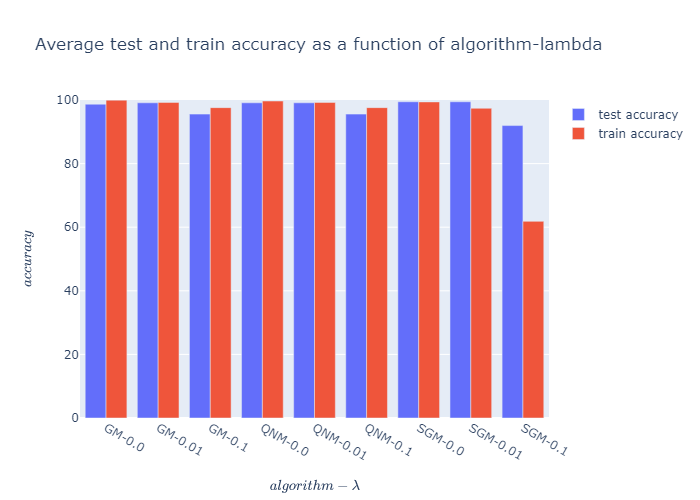 Average test and train accuracy as a function of algorithm-lambda
100
80
60
40
20
0
accuracy
GM-0.0
GM-0.01
GM-0.1
QNM-0.0
QNM-0.01
QNM-0.1
SGM-0.0
SGM-0.01
SGM-0.1
algorithm − λ
test accuracy
train accuracy